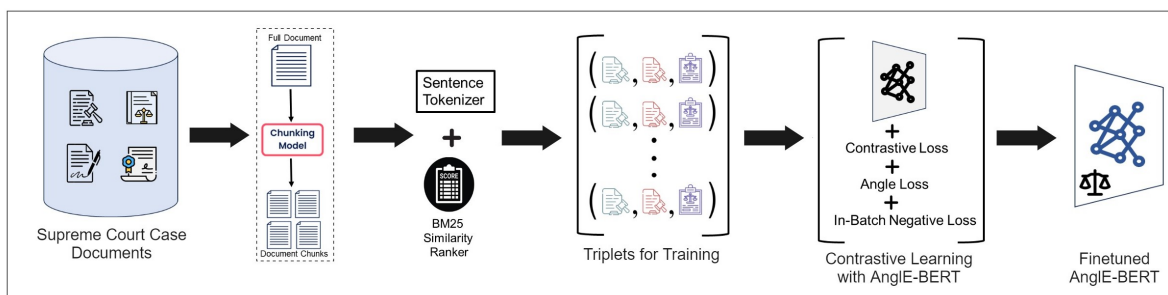 Supreme Court Case
Documents
Full Document
Chunking
Model
Document Chunks
Sentence
Tokenizer
+
SCORE
BM25
Similarity
Ranker
( , , )
( , , )
( , , )
Triplets for Training
+
Contrastive Loss
+
Angle Loss
+
In-Batch Negative Loss
Contrastive Learning
with AnglE-BERT
Finetuned
AnglE-BERT